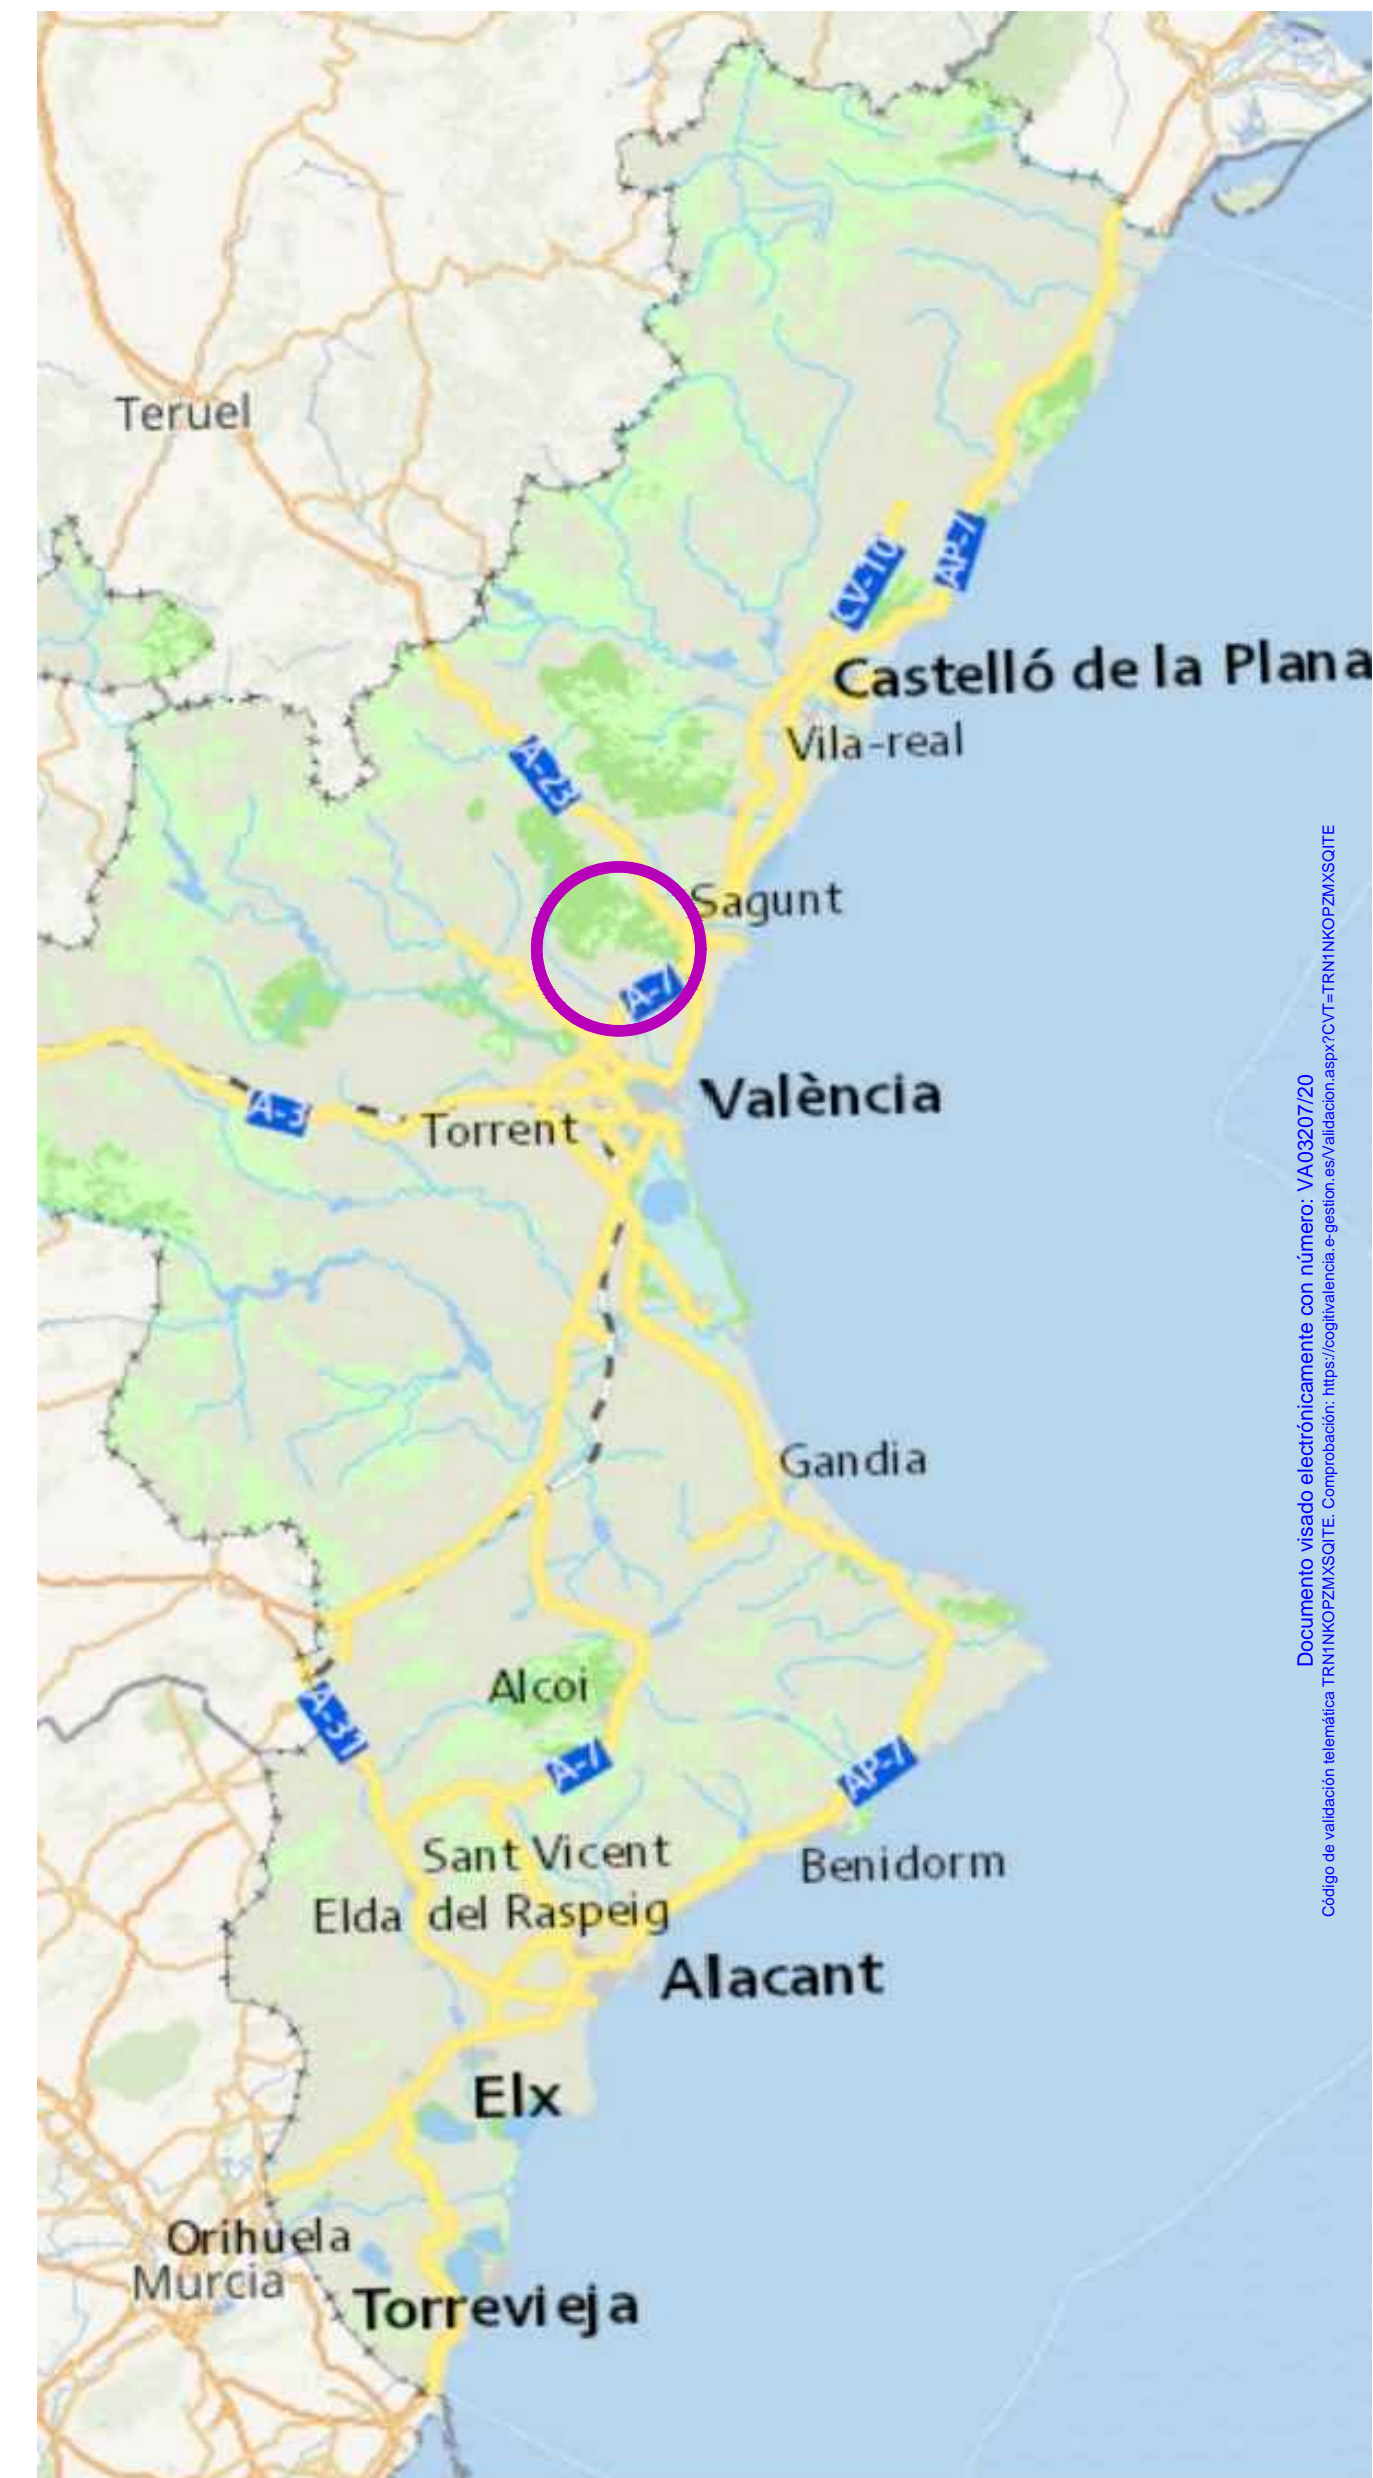 Teruel
AP-7
CV-10
Castelló de la Plana
Vila-real
A-23
Sagunt
A-7
València
A-3
Torrent
Gandia
Alcoi
A-31
A-7
AP-7
Sant Vicent
del Raspeig
Benidorm
Elda
Alacant
Elx
Orihuela
Murcia
Torrevieja
Documento visado electrónicamente con número: VA03207/20
Código de validación telemática TRN1NKOPZMXSQITE. Comprobación: https://cogitivalencia.e-gestion.es/Validacion.aspx?CVT=TRN1NKOPZMXSQITE